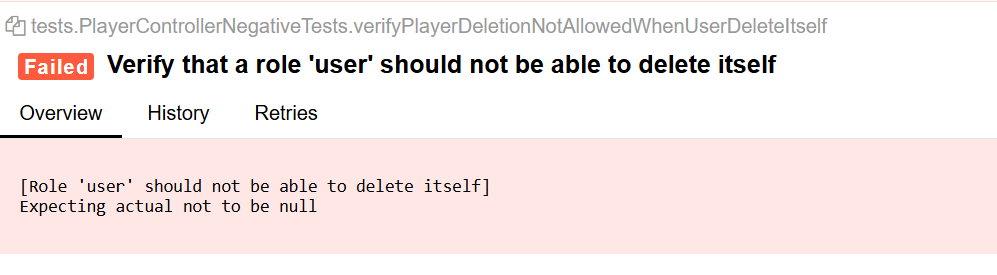 tests.PlayerControllerNegativeTests.verifyPlayerDeletionNotAllowedWhenUserDeleteItself
Failed Verify that a role 'user' should not be able to delete itself
Overview History Retries
[Role 'user' should not be able to delete itself]
Expecting actual not to be null